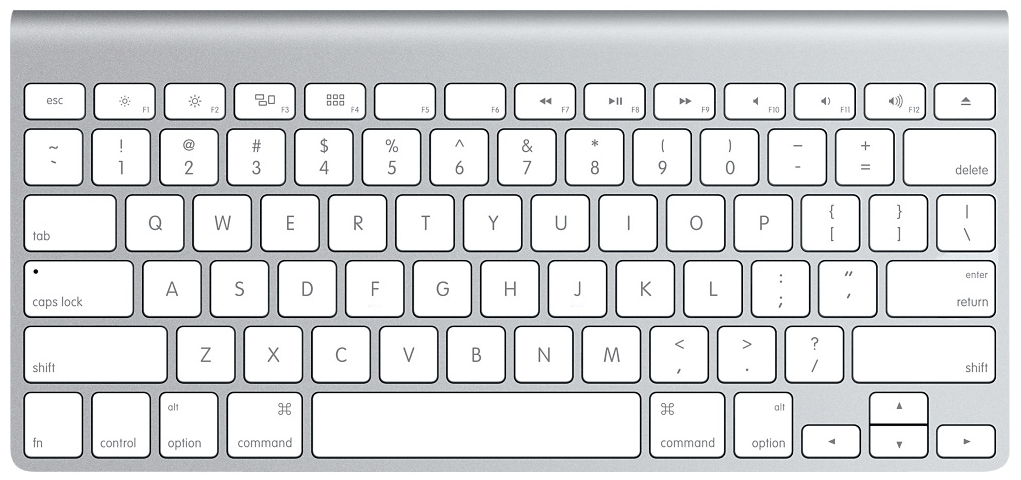 esc F1 F2 F3 F4 F5 F6 F7 F8 F9 F10 F11 F12
~ ! @ # $ % ^ & * ( ) – +
` 1 2 3 4 5 6 7 8 9 0 - = delete
tab Q W E R T Y U I O P { [ } ] | \
caps lock A S D F G H J K L : ; “ ‘ enter return
shift Z X C V B N M < , > . ? / shift
alt ⌘ ⌘ alt
fn control option command command option